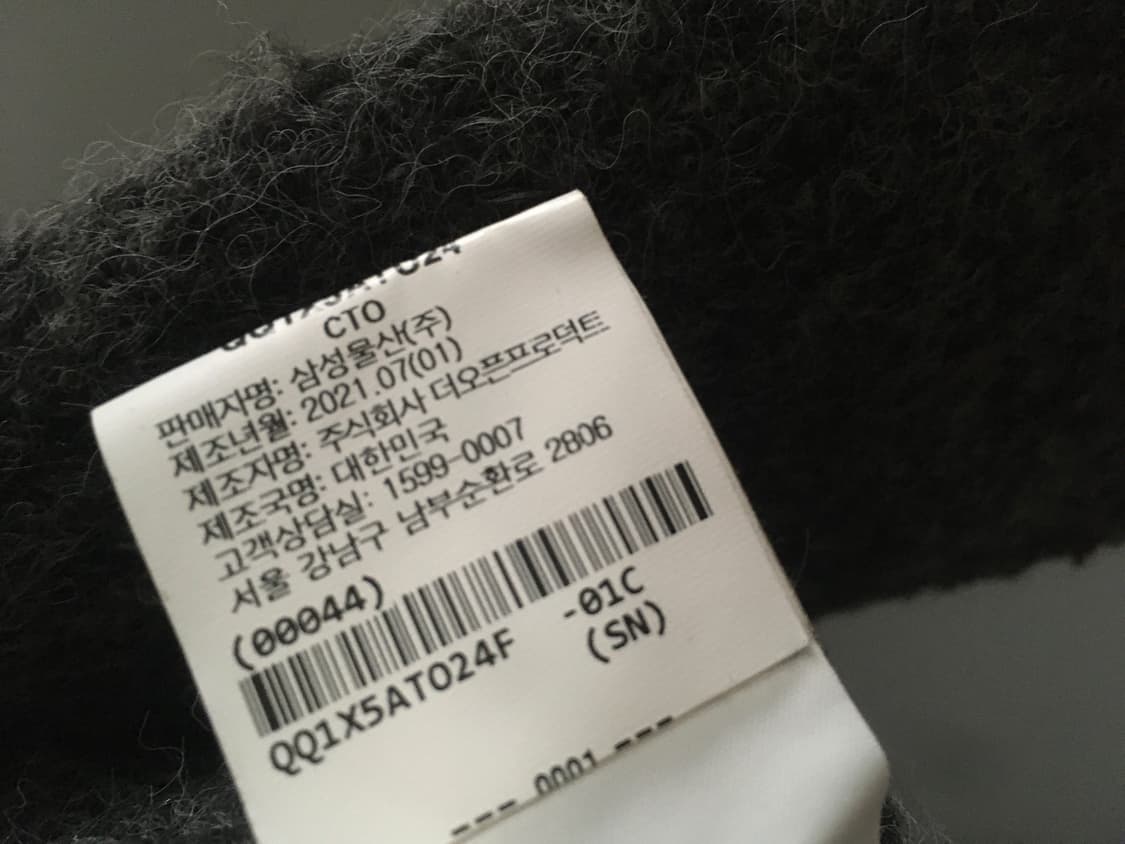 CTO
판매자명: 삼성물산(주)
제조년월: 2021.07(01)
제조자명: 주식회사 더오픈프로덕트
제조국명: 대한민국
고객상담실: 1599-0007
서울 강남구 남부순환로 2806
(00044)
QQ1X5ATO24F -01C
(SN)
--- 0001 ---